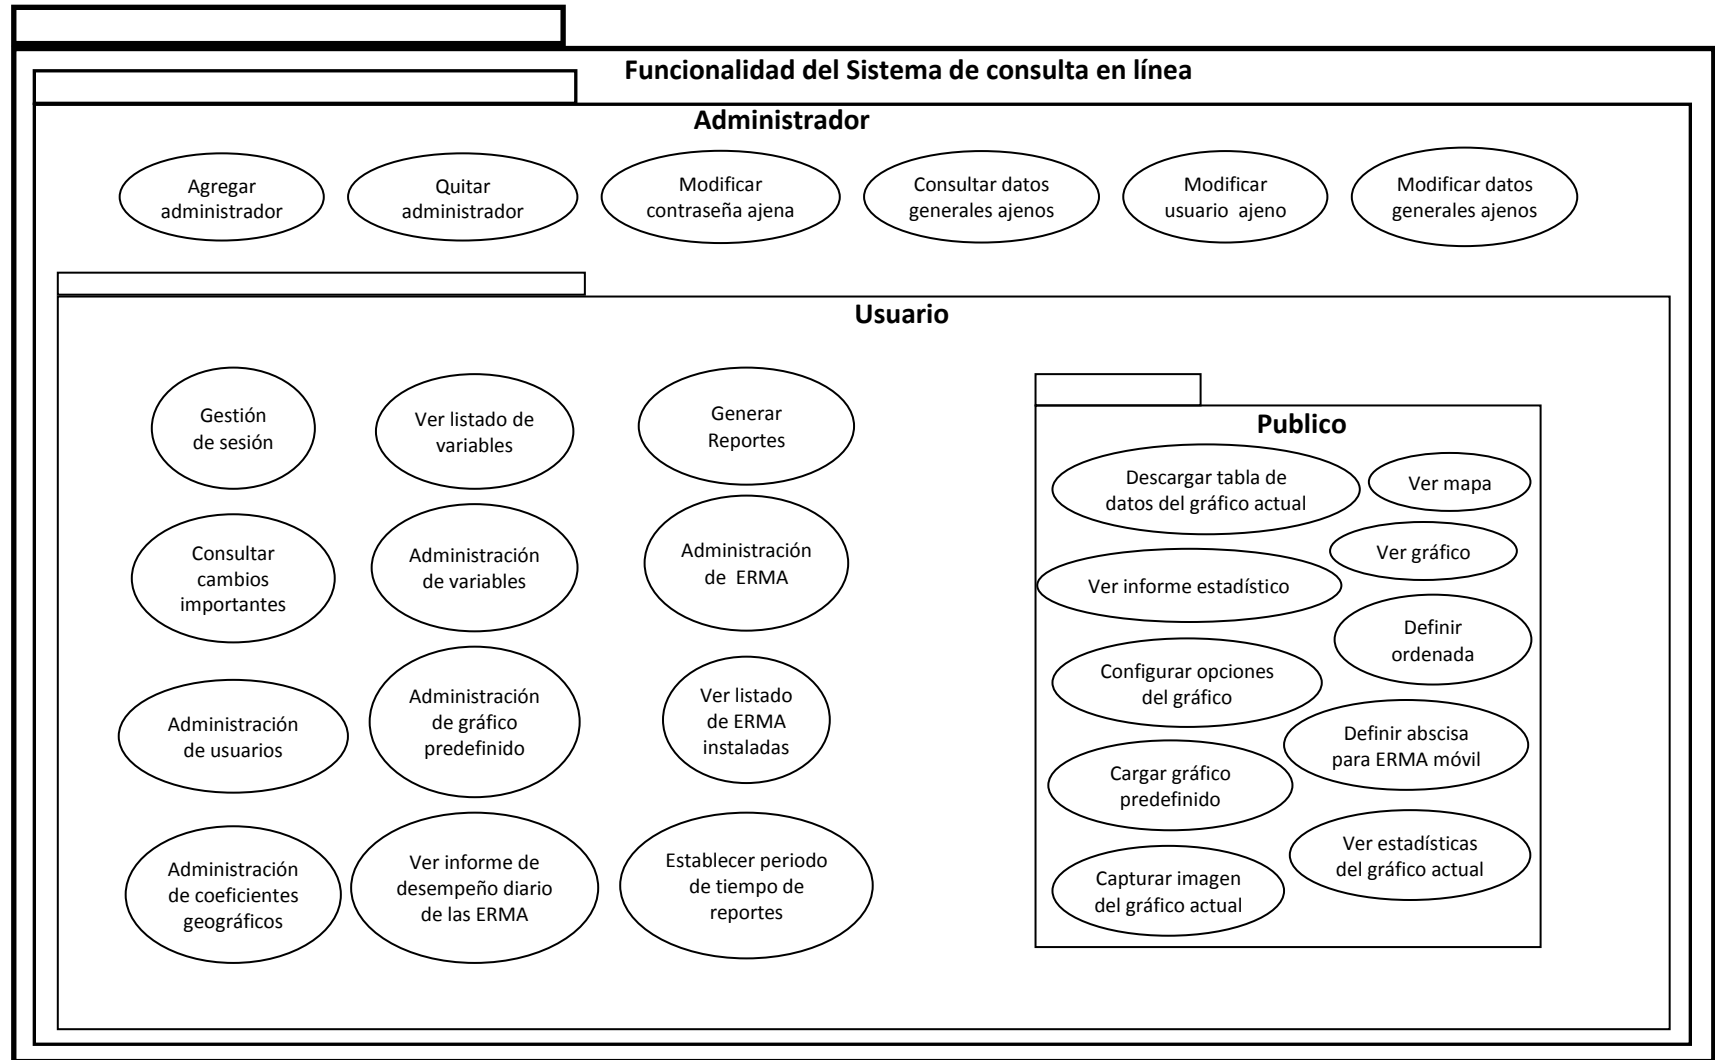 Funcionalidad del Sistema de consulta en línea
Administrador
Agregar
administrador
Quitar
administrador
Modificar
contraseña ajena
Consultar datos
generales ajenos
Modificar
usuario ajeno
Modificar datos
generales ajenos
Usuario
Gestión
de sesión
Ver listado de
variables
Generar
Reportes
Consultar
cambios
importantes
Administración
de variables
Administración
de ERMA
Administración
de usuarios
Administración
de gráfico
predefinido
Ver listado
de ERMA
instaladas
Administración
de coeficientes
geográficos
Ver informe de
desempeño diario
de las ERMA
Establecer periodo
de tiempo de
reportes
Publico
Descargar tabla de
datos del gráfico actual
Ver mapa
Ver gráfico
Ver informe estadístico
Definir
ordenada
Configurar opciones
del gráfico
Definir abscisa
para ERMA móvil
Cargar gráfico
predefinido
Ver estadísticas
del gráfico actual
Capturar imagen
del gráfico actual